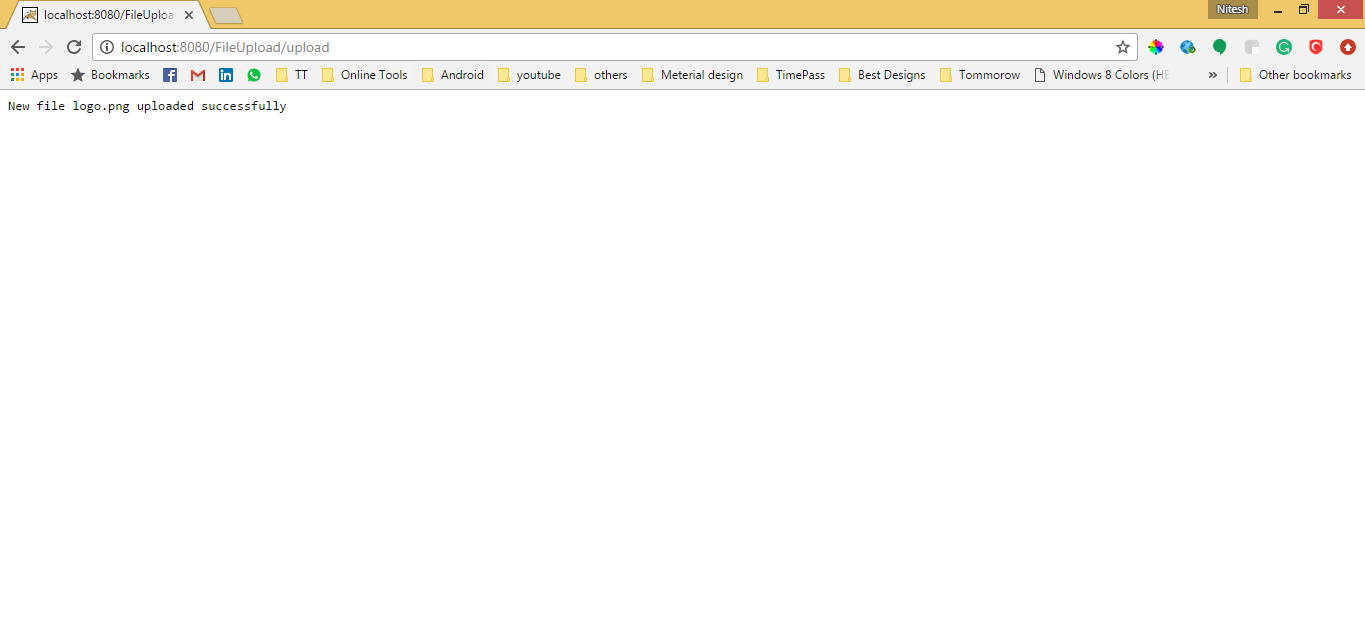 localhost:8080/FileUploa
Nitesh
localhost:8080/FileUpload/upload
Apps Bookmarks TT Online Tools Android youtube others Meterial design TimePass Best Designs Tommorow Windows 8 Colors (HE » Other bookmarks
New file logo.png uploaded successfully